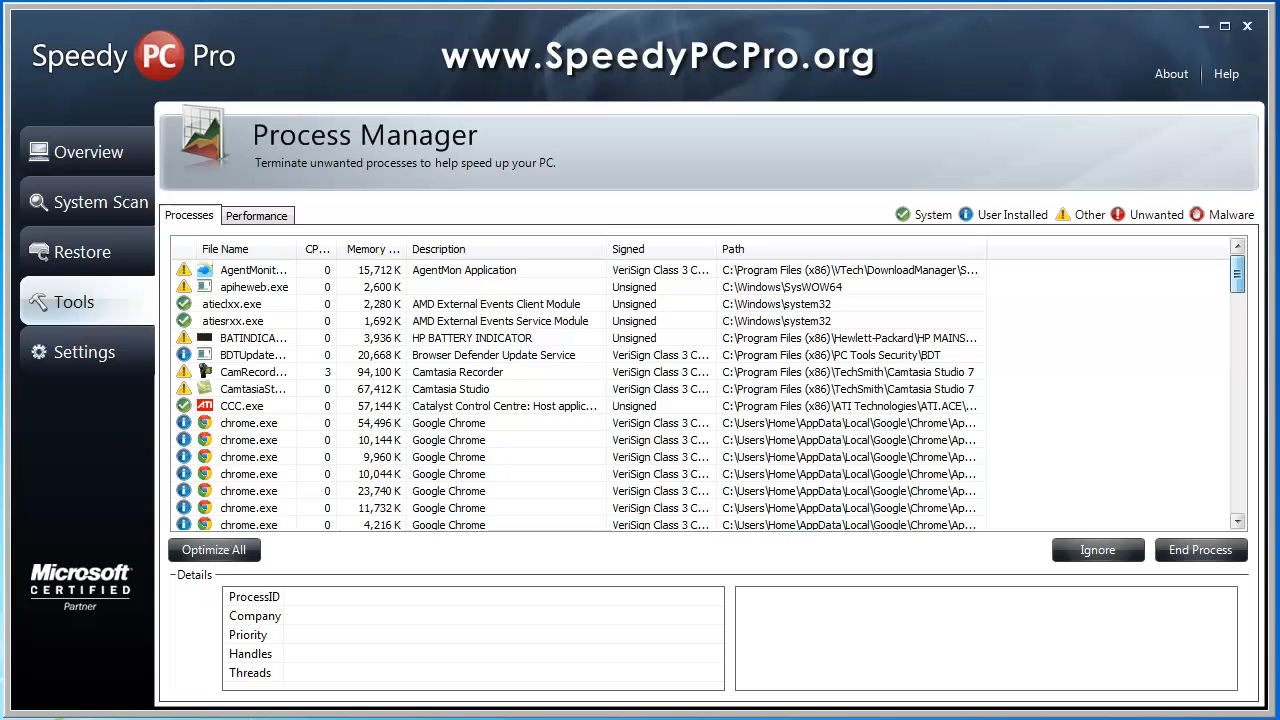 Speedy PC Pro
www.SpeedyPCPro.org
About
Help
Overview
System Scan
Restore
Tools
Settings
Microsoft
CERTIFIED
Partner
Process Manager
Terminate unwanted processes to help speed up your PC.
Processes
Performance
System
User Installed
Other
Unwanted
Malware
File Name CP... Memory ... Description Signed Path
AgentMonit... 0 15,712 K AgentMon Application VeriSign Class 3 C... C:\Program Files (x86)\VTech\DownloadManager\S...
apiheweb.exe 0 2,600 K Unsigned C:\Windows\SysWOW64
atieclxx.exe 0 2,280 K AMD External Events Client Module Unsigned C:\Windows\system32
atiesrxx.exe 0 1,692 K AMD External Events Service Module Unsigned C:\Windows\system32
BATINDICA... 0 3,936 K HP BATTERY INDICATOR Unsigned C:\Program Files (x86)\Hewlett-Packard\HP MAINS...
BDTUpdate... 0 20,668 K Browser Defender Update Service VeriSign Class 3 C... C:\Program Files (x86)\PC Tools Security\BDT
CamRecord... 3 94,100 K Camtasia Recorder VeriSign Class 3 C... C:\Program Files (x86)\TechSmith\Camtasia Studio 7
CamtasiaSt... 0 67,412 K Camtasia Studio VeriSign Class 3 C... C:\Program Files (x86)\TechSmith\Camtasia Studio 7
ATI CCC.exe 0 57,144 K Catalyst Control Centre: Host applic... Unsigned C:\Program Files (x86)\ATI Technologies\ATI.ACE\...
chrome.exe 0 54,496 K Google Chrome VeriSign Class 3 C... C:\Users\Home\AppData\Local\Google\Chrome\Ap...
chrome.exe 0 10,144 K Google Chrome VeriSign Class 3 C... C:\Users\Home\AppData\Local\Google\Chrome\Ap...
chrome.exe 0 9,960 K Google Chrome VeriSign Class 3 C... C:\Users\Home\AppData\Local\Google\Chrome\Ap...
chrome.exe 0 10,044 K Google Chrome VeriSign Class 3 C... C:\Users\Home\AppData\Local\Google\Chrome\Ap...
chrome.exe 0 23,740 K Google Chrome VeriSign Class 3 C... C:\Users\Home\AppData\Local\Google\Chrome\Ap...
chrome.exe 0 11,732 K Google Chrome VeriSign Class 3 C... C:\Users\Home\AppData\Local\Google\Chrome\Ap...
chrome.exe 0 4,216 K Google Chrome VeriSign Class 3 C... C:\Users\Home\AppData\Local\Google\Chrome\Ap...
Optimize All
Ignore
End Process
Details
ProcessID
Company
Priority
Handles
Threads